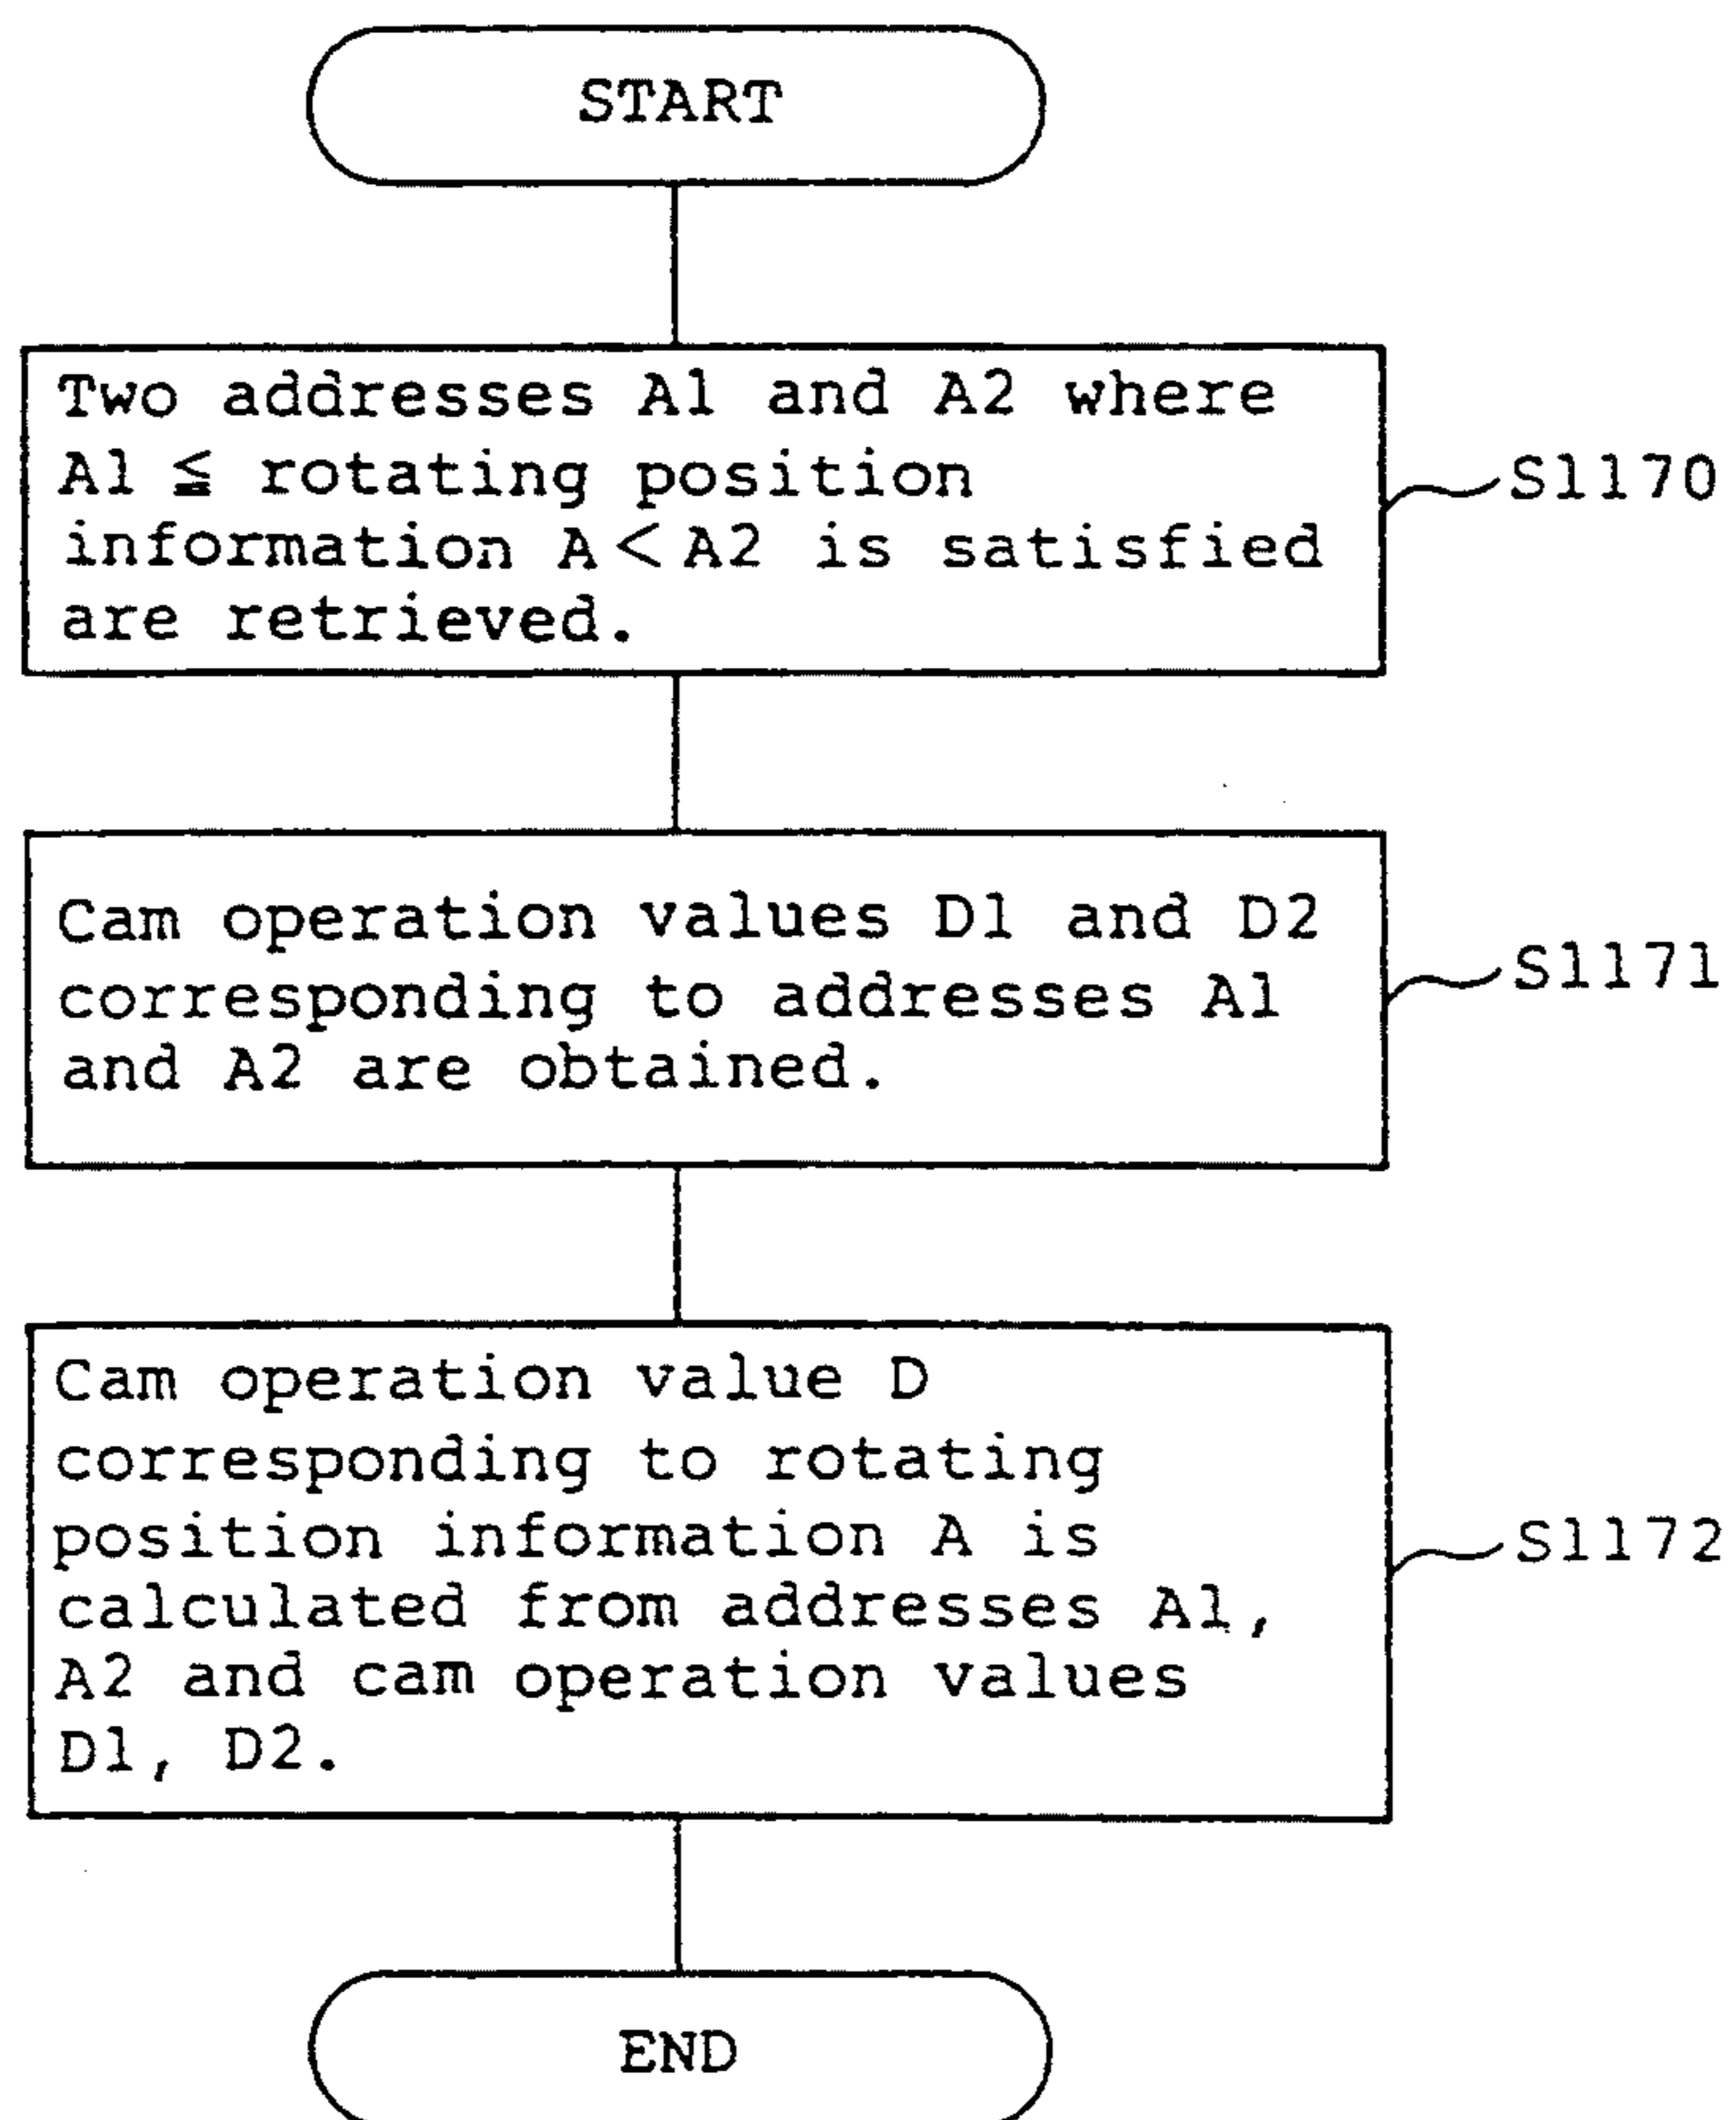 START
Two addresses A1 and A2 where
A1 ≦ rotating position
information A < A2 is satisfied
are retrieved.
S1170
Cam operation values D1 and D2
corresponding to addresses A1
and A2 are obtained.
S1171
Cam operation value D
corresponding to rotating
position information A is
calculated from addresses A1,
A2 and cam operation values
D1, D2.
S1172
END